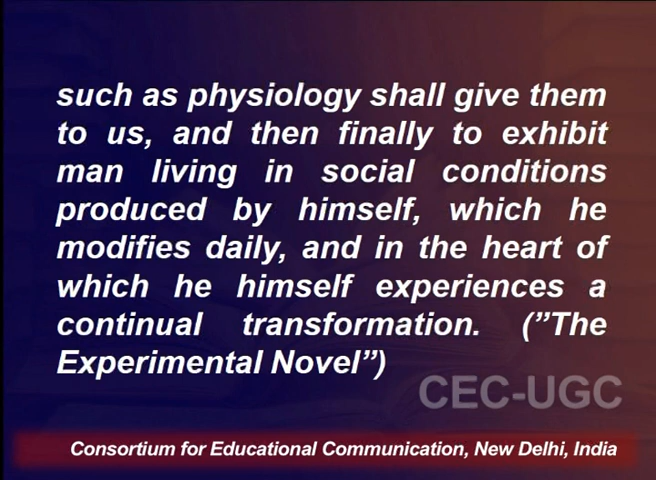 such as physiology shall give them
to us, and then finally to exhibit
man living in social conditions
produced by himself, which he
modifies daily, and in the heart of
which he himself experiences a
continual transformation. (”The
Experimental Novel”)
CEC-UGC
Consortium for Educational Communication, New Delhi, India